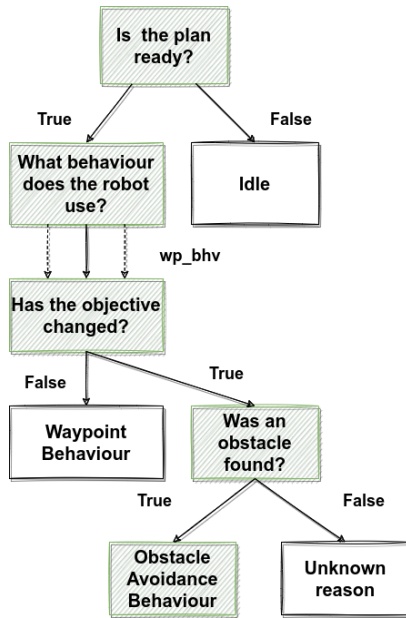 Is the plan
ready?
True
False
What behaviour
does the robot
use?
Idle
wp_bhv
Has the objective
changed?
False
True
Waypoint
Behaviour
Was an
obstacle
found?
True
False
Obstacle
Avoidance
Behaviour
Unknown
reason